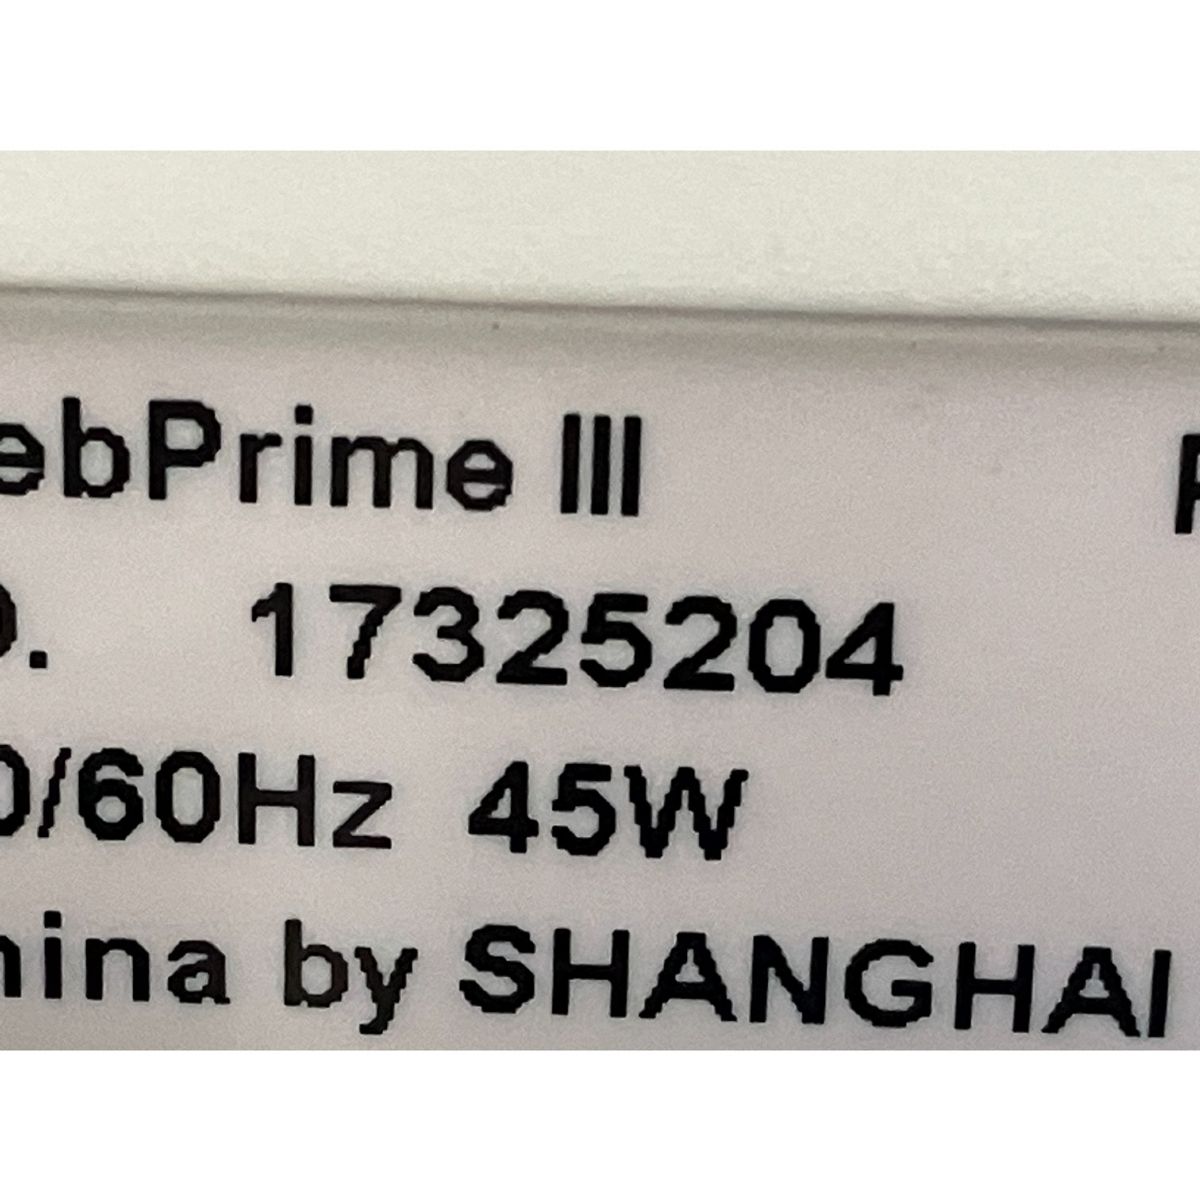 ebPrime III
. 17325204
0/60Hz 45W
hina by SHANGHAI